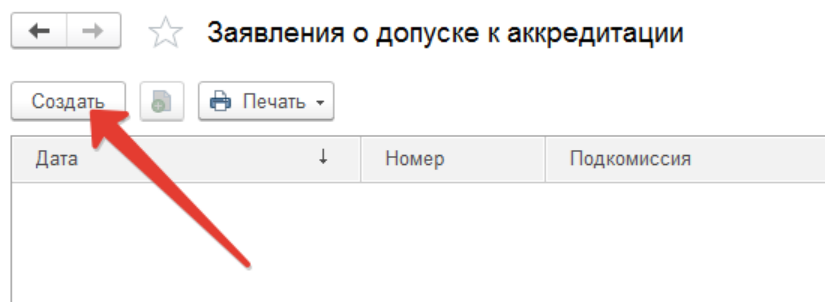 Заявления о допуске к аккредитации
Создать Печать
Дата Номер Подкомиссия